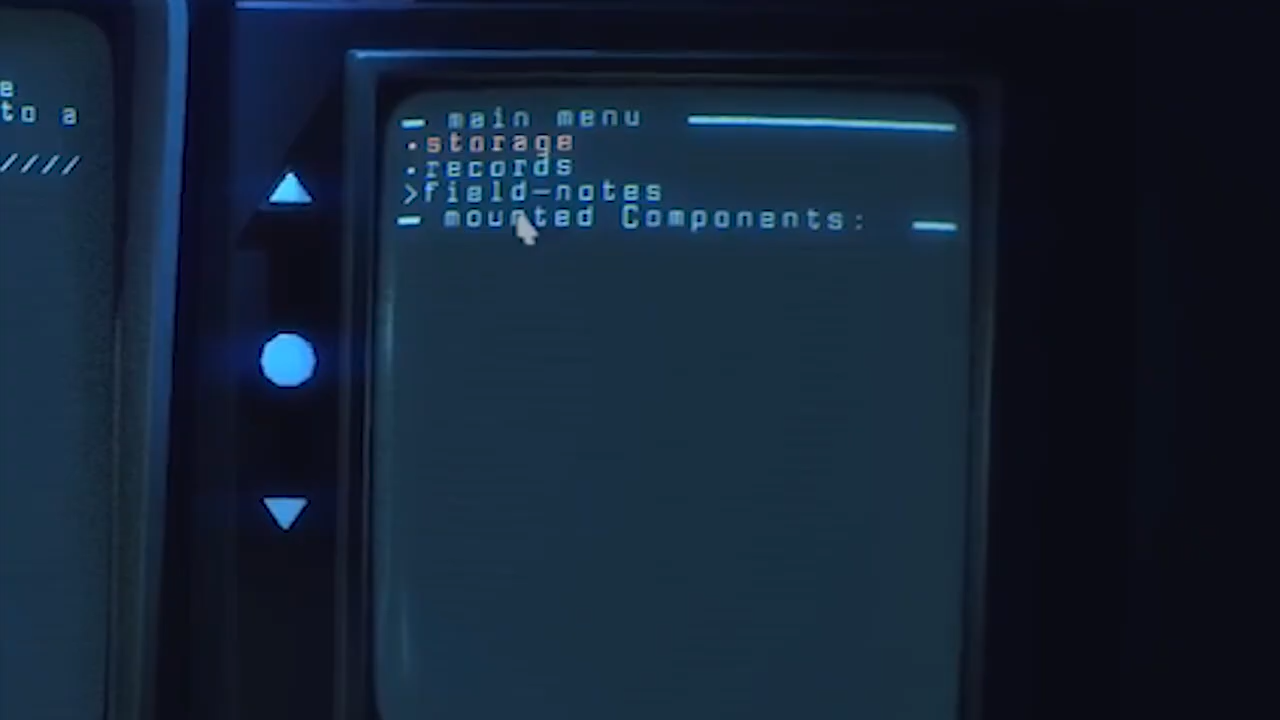 e
to a
////
— main menu ————
.storage
.records
>field-notes
— mounted Components: —